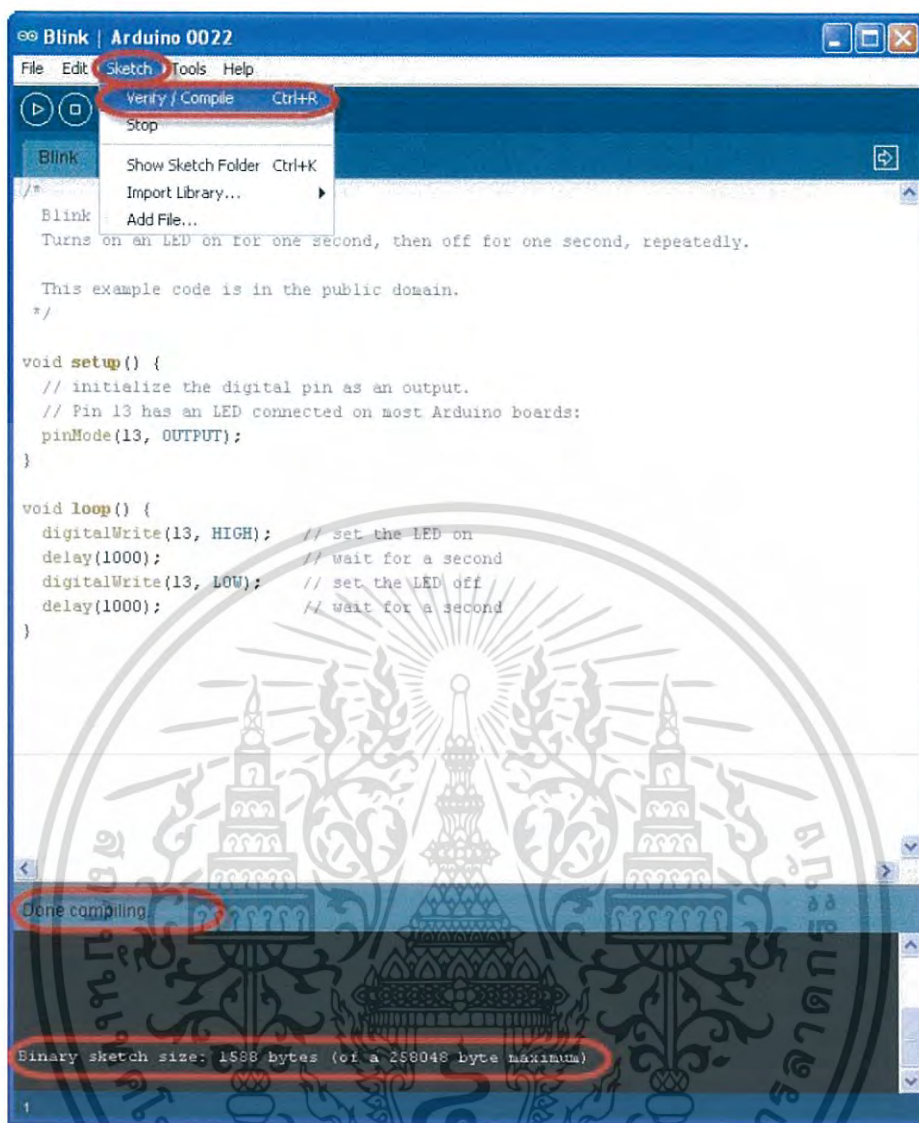 Blink | Arduino 0022
File Edit Sketch Tools Help
Verify / Compile Ctrl+R
Stop
Show Sketch Folder Ctrl+K
Import Library...
Add File...
Blink
/*
Blink
Turns on an LED on for one second, then off for one second, repeatedly.
This example code is in the public domain.
*/
void setup() {
// initialize the digital pin as an output.
// Pin 13 has an LED connected on most Arduino boards:
pinMode(13, OUTPUT);
}
void loop() {
digitalWrite(13, HIGH); // set the LED on
delay(1000); // wait for a second
digitalWrite(13, LOW); // set the LED off
delay(1000); // wait for a second
}
Done compiling.
Binary sketch size: 1588 bytes (of a 258048 byte maximum)
1